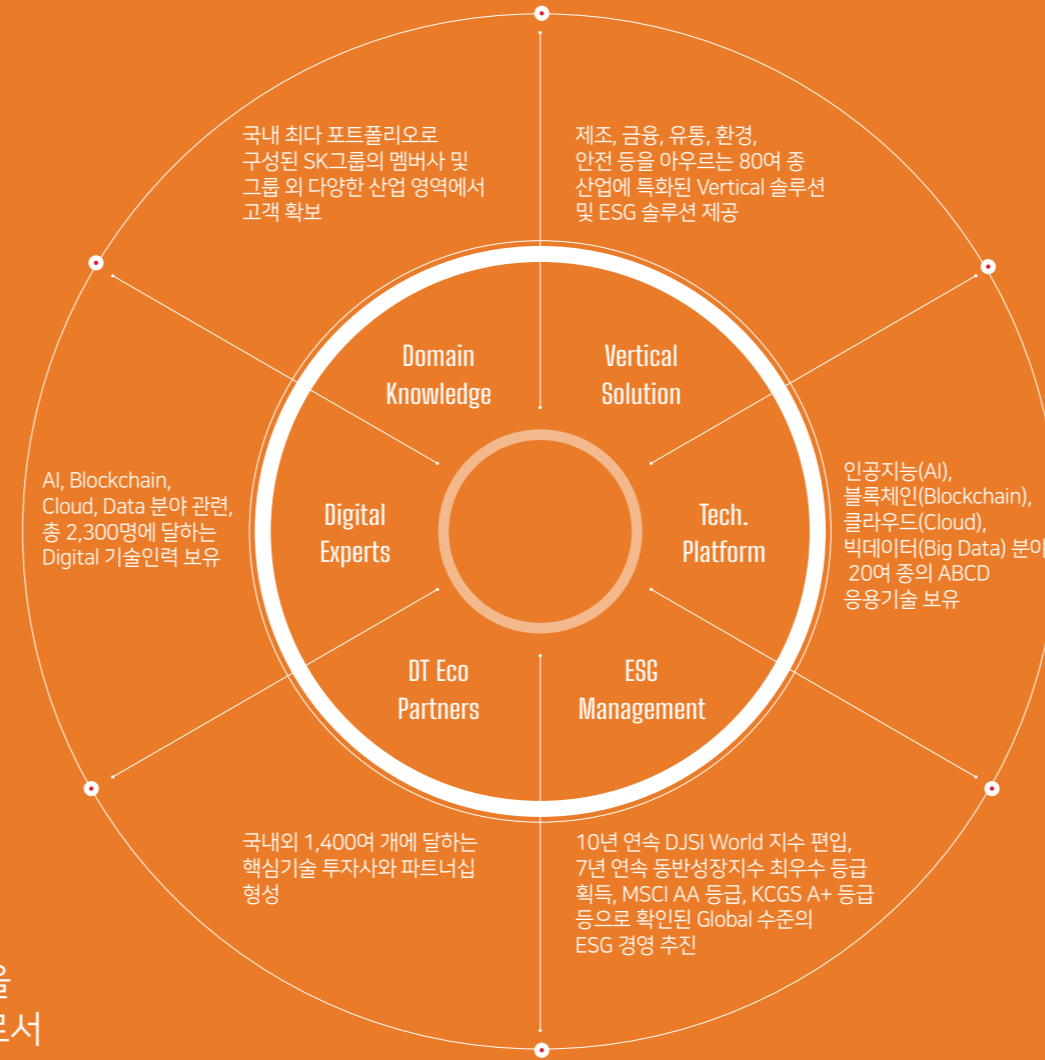 국내 최다 포트폴리오로
구성된 SK그룹의 멤버사 및
그룹 외 다양한 산업 영역에서
고객 확보
제조, 금융, 유통, 환경,
안전 등을 아우르는 80여 종
산업에 특화된 Vertical 솔루션
및 ESG 솔루션 제공
Domain
Knowledge
Vertical
Solution
AI, Blockchain,
Cloud, Data 분야 관련,
총 2,300명에 달하는
Digital 기술인력 보유
Digital
Experts
Tech.
Platform
인공지능(AI),
블록체인(Blockchain),
클라우드(Cloud),
빅데이터(Big Data) 분야
20여 종의 ABCD
응용기술 보유
DT Eco
Partners
ESG
Management
국내외 1,400여 개에 달하는
핵심기술 투자사와 파트너십
형성
10년 연속 DJSI World 지수 편입,
7년 연속 동반성장지수 최우수 등급
획득, MSCI AA 등급, KCGS A+ 등급
등으로 확인된 Global 수준의
ESG 경영 추진
을
로서